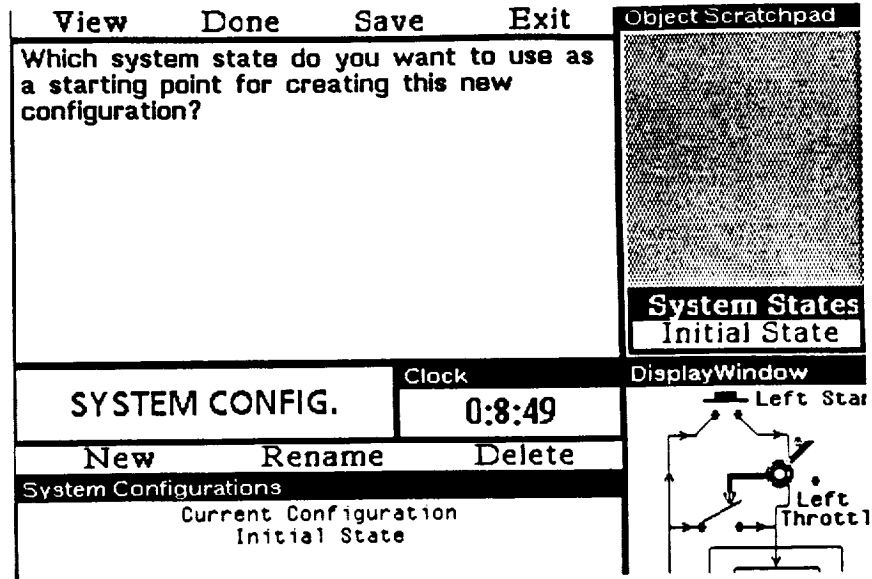 View Done Save Exit
Which system state do you want to use as
a starting point for creating this new
configuration?
Object Scratchpad
System States
Initial State
SYSTEM CONFIG.
Clock
0:8:49
New Rename Delete
System Configurations
Current Configuration
Initial State
DisplayWindow
Left Star
Left
Throttl